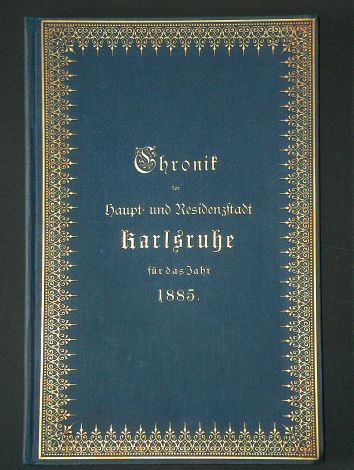 Chronik
der
Haupt- und Residenzstadt
Karlsruhe
für das Jahr
1885.